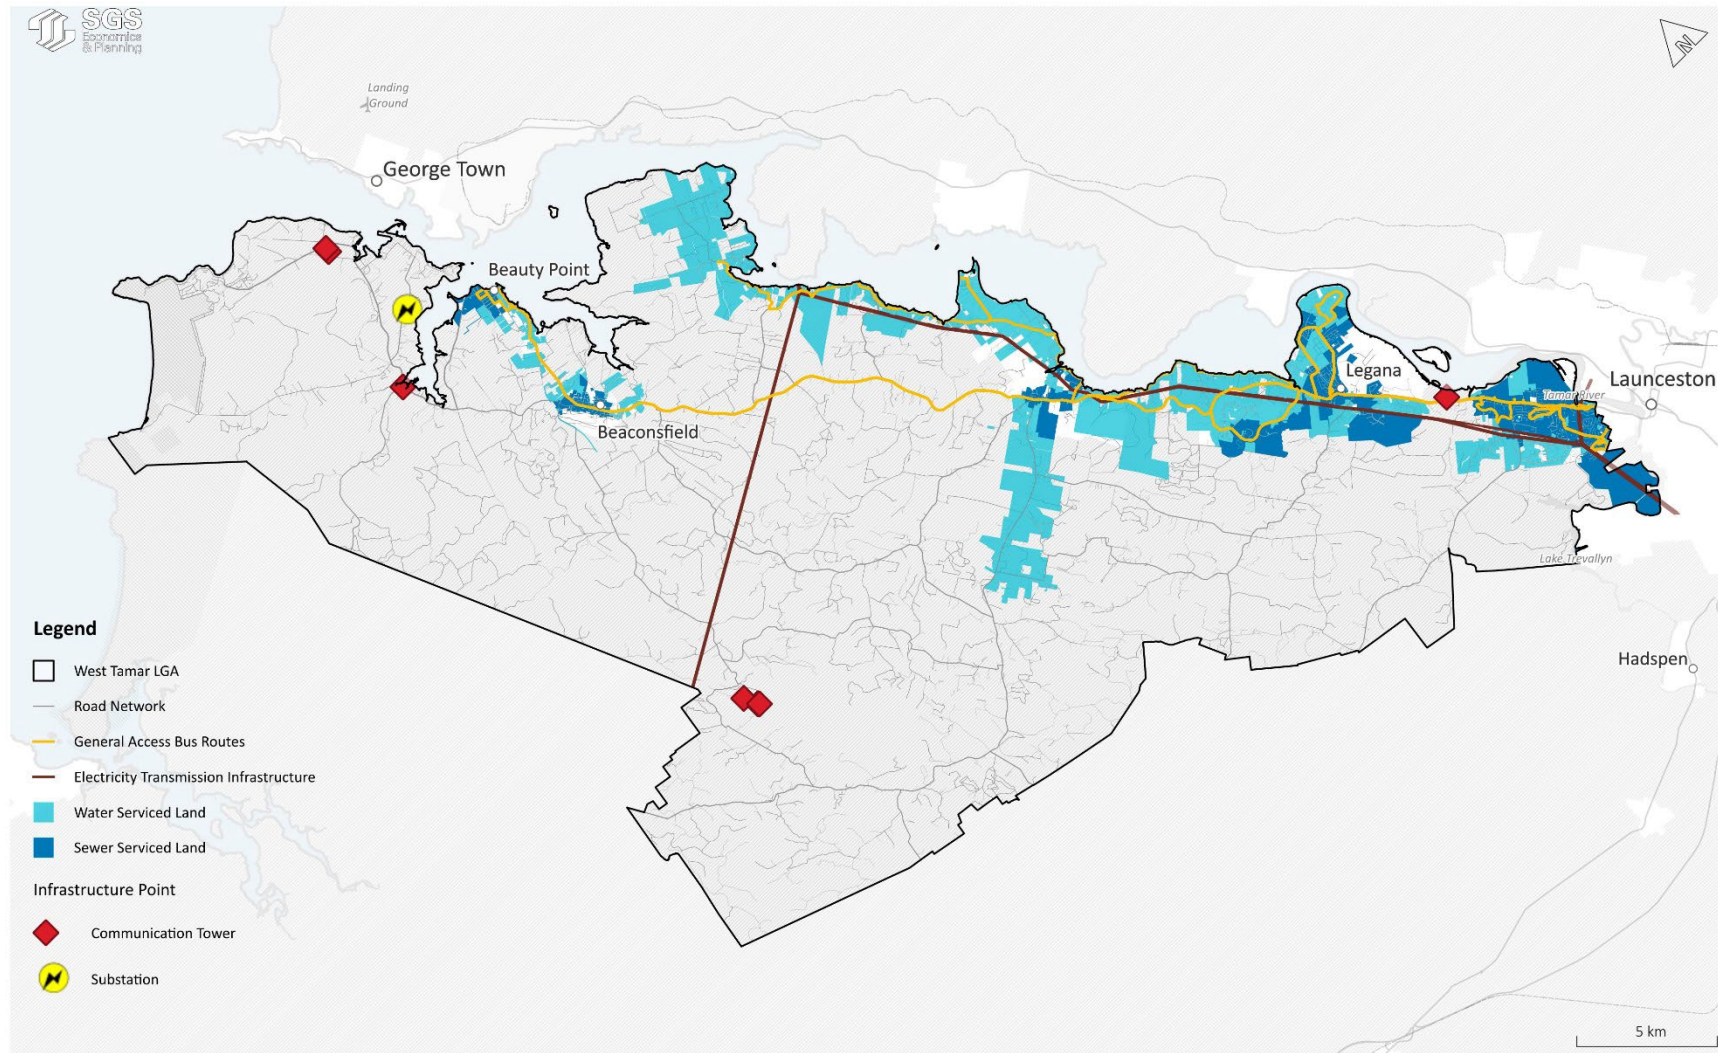 SGS
Economics
& Planning
N
Landing
Ground
George Town
Beauty Point
Beaconsfield
Legana
Launceston
Tamar River
Lake Trevallyn
Hadspen
Legend
West Tamar LGA
Road Network
General Access Bus Routes
Electricity Transmission Infrastructure
Water Serviced Land
Sewer Serviced Land
Infrastructure Point
Communication Tower
Substation
5 km